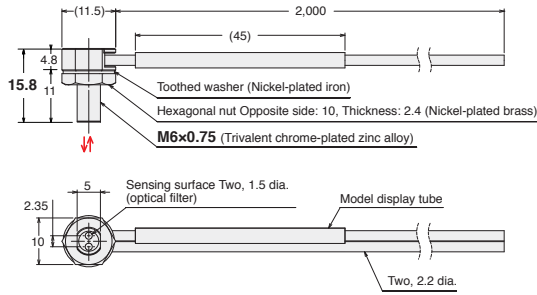 (11.5)
2,000
(45)
4.8
15.8
11
Toothed washer (Nickel-plated iron)
Hexagonal nut Opposite side: 10, Thickness: 2.4 (Nickel-plated brass)
M6×0.75 (Trivalent chrome-plated zinc alloy)
5
Sensing surface Two, 1.5 dia.
(optical filter)
Model display tube
2.35
10
Two, 2.2 dia.